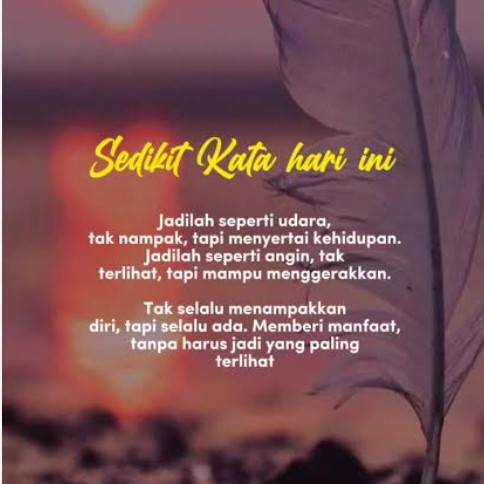 Sedikit Kata hari ini
Jadilah seperti udara,
tak nampak, tapi menyertai kehidupan.
Jadilah seperti angin, tak
terlihat, tapi mampu menggerakkan.
Tak selalu menampakkan
diri, tapi selalu ada. Memberi manfaat,
tanpa harus jadi yang paling
terlihat